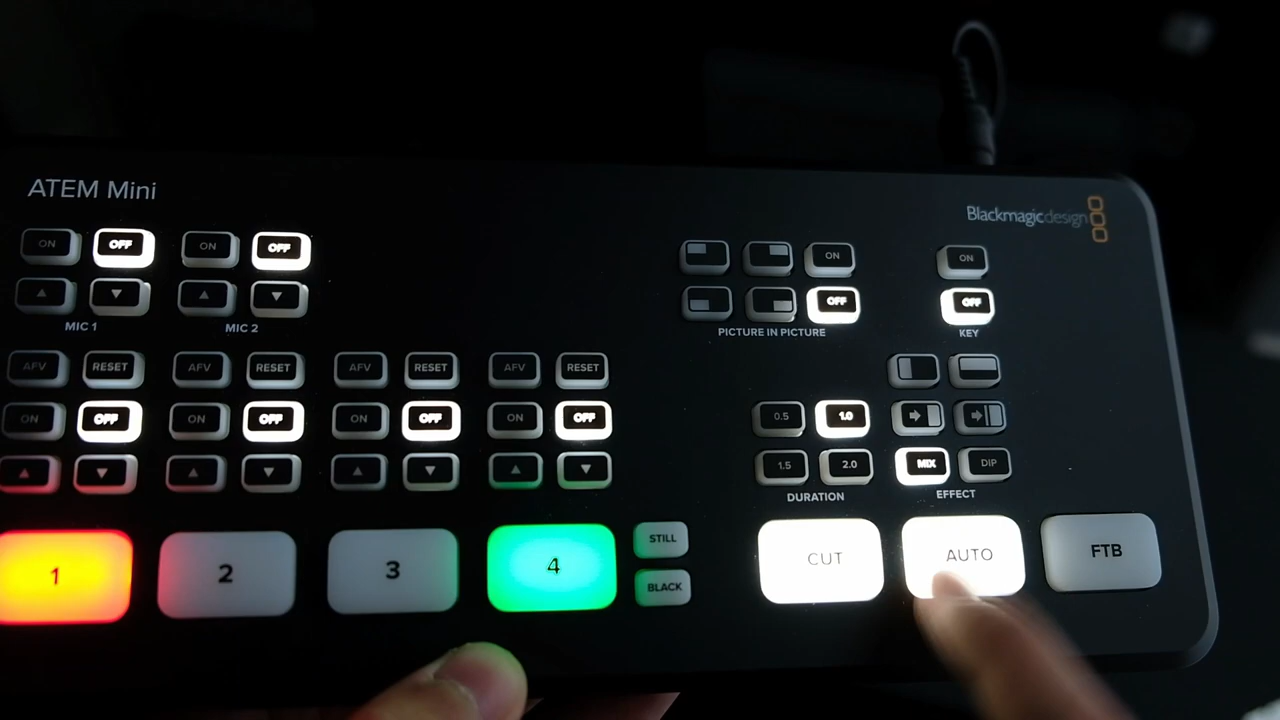 ATEM Mini
Blackmagicdesign
ON OFF ON OFF
ON
ON
OFF
OFF
MIC 1
MIC 2
PICTURE IN PICTURE
KEY
AFV RESET AFV RESET AFV RESET AFV RESET
ON OFF ON OFF ON OFF ON OFF
0.5 1.0
1.5 2.0
MIX DIP
DURATION
EFFECT
1 2 3 4
STILL
BLACK
CUT AUTO FTB